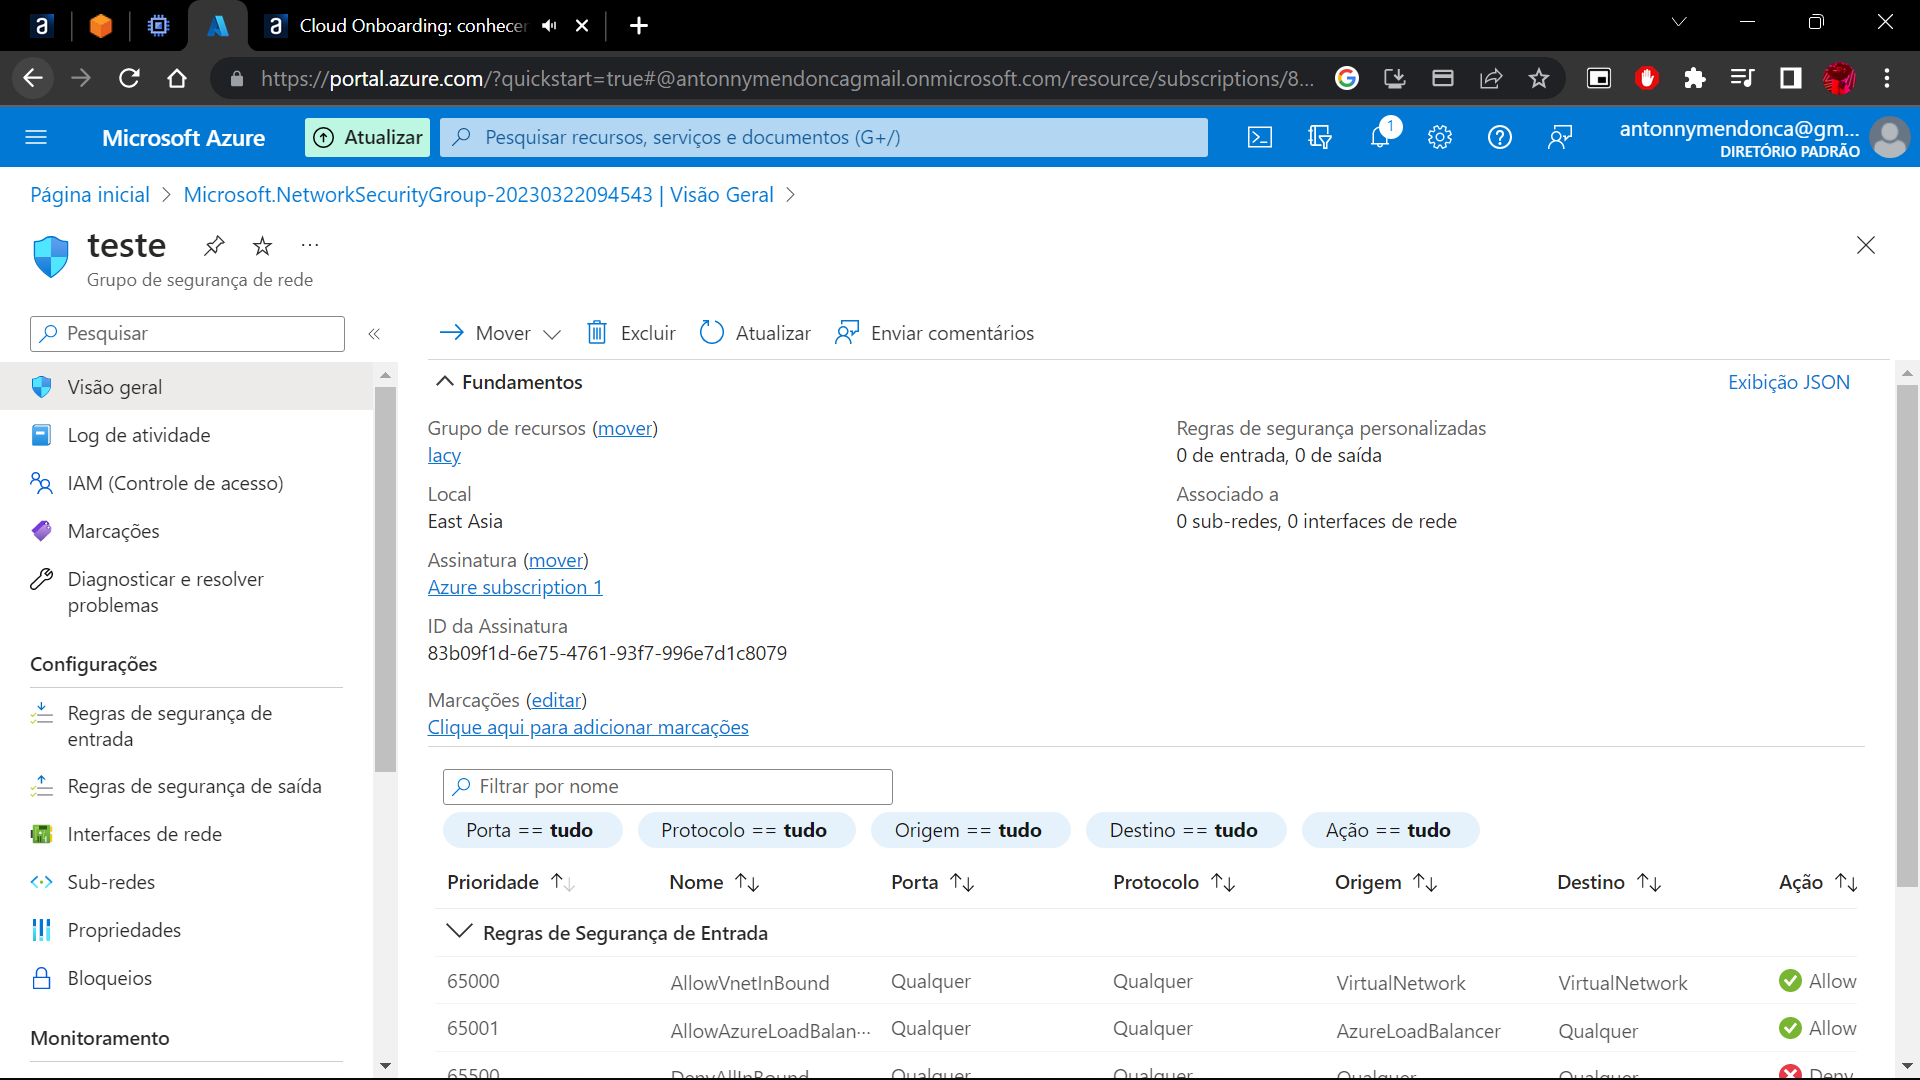 Cloud Onboarding: conhecer
https://portal.azure.com/?quickstart=true#@antonnymendoncagmail.onmicrosoft.com/resource/subscriptions/8...
Microsoft Azure
Atualizar
Pesquisar recursos, serviços e documentos (G+/)
1
antonnymendonca@gm...
DIRETÓRIO PADRÃO
Página inicial > Microsoft.NetworkSecurityGroup-20230322094543 | Visão Geral >
teste
Grupo de segurança de rede
Pesquisar
«
Mover
Excluir
Atualizar
Enviar comentários
Visão geral
Log de atividade
IAM (Controle de acesso)
Marcações
Diagnosticar e resolver
problemas
Configurações
Regras de segurança de
entrada
Regras de segurança de saída
Interfaces de rede
Sub-redes
Propriedades
Bloqueios
Monitoramento
Fundamentos
Exibição JSON
Grupo de recursos (mover)
lacy
Local
East Asia
Assinatura (mover)
Azure subscription 1
ID da Assinatura
83b09f1d-6e75-4761-93f7-996e7d1c8079
Marcações (editar)
Clique aqui para adicionar marcações
Regras de segurança personalizadas
0 de entrada, 0 de saída
Associado a
0 sub-redes, 0 interfaces de rede
Filtrar por nome
Porta == tudo Protocolo == tudo Origem == tudo Destino == tudo Ação == tudo
Prioridade Nome Porta Protocolo Origem Destino Ação
Regras de Segurança de Entrada
65000 AllowVnetInBound Qualquer Qualquer VirtualNetwork VirtualNetwork Allow
65001 AllowAzureLoadBalan··· Qualquer Qualquer AzureLoadBalancer Qualquer Allow
65500 DenyAllInBound Qualquer Qualquer Qualquer Qualquer Deny